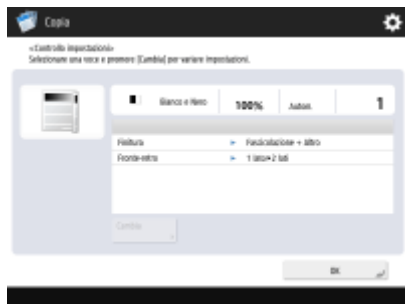 Copia
<Controllo impostazioni>
Selezionare una voce e premere [Cambia] per variare impostazioni.
Bianco e Nero 100% Autom. 1
Finitura ► Fascicolazione + Altro
Fronte-retro ► 1 lato►2 lati
Cambia
OK